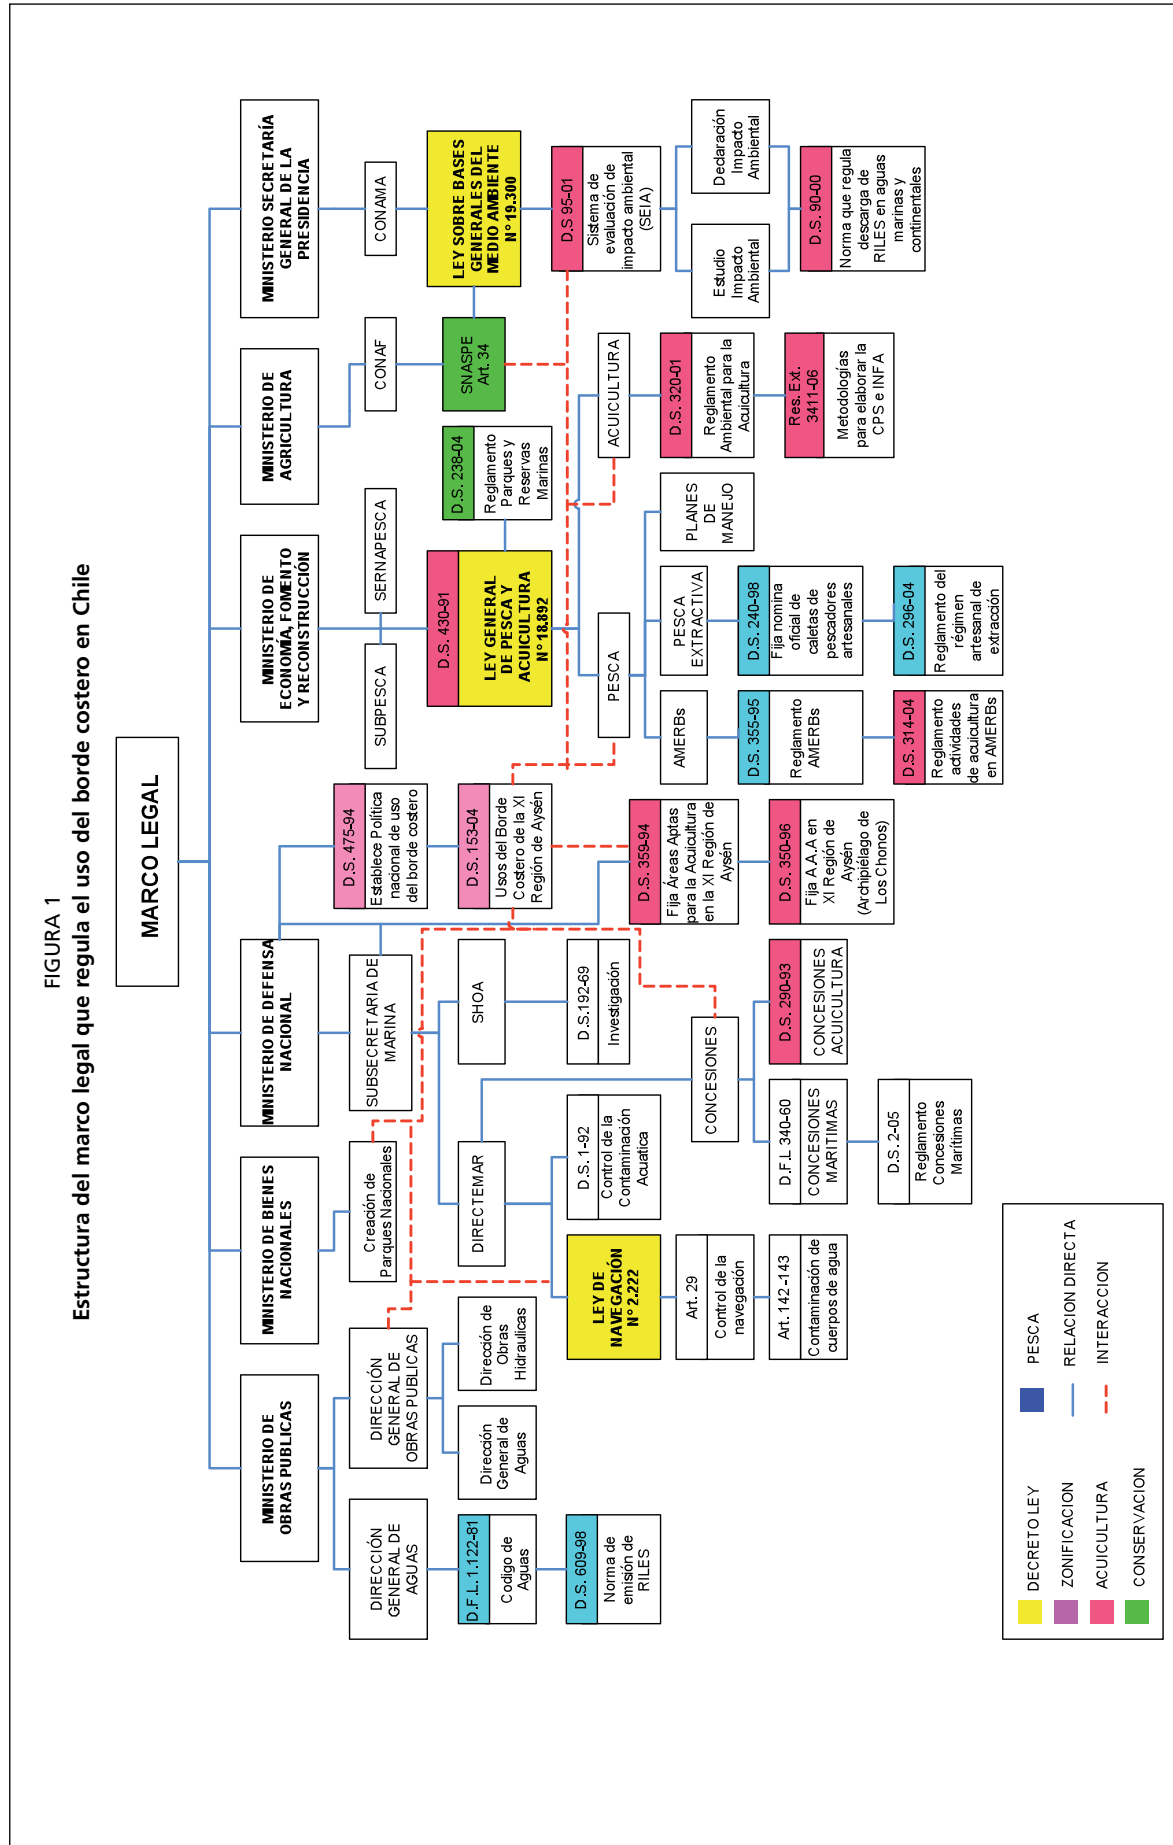 FIGURA 1
Estructura del marco legal que regula el uso del borde costero en Chile
MARCO LEGAL
MINISTERIO DE
OBRAS PUBLICAS
MINISTERIO DE BIENES
NACIONALES
MINISTERIO DE DEFENSA
NACIONAL
MINISTERIO DE
ECONOMÍA, FOMENTO
Y RECONSTRUCCIÓN
MINISTERIO DE
AGRICULTURA
MINISTERIO SECRETARÍA
GENERAL DE LA
PRESIDENCIA
DIRECCIÓN
GENERAL DE
AGUAS
DIRECCIÓN
GENERAL DE
OBRAS PUBLICAS
Creación de
Parques Nacionales
SUBSECRETARIA DE
MARINA
D.S. 475-94
Establece Política
nacional de uso
del borde costero
SUBPESCA
SERNAPESCA
CONAF
CONAMA
D.F.L. 1.122-81
Codigo de
Aguas
Dirección
General de
Aguas
Dirección de
Obras
Hidraulicas
DIRECTEMAR
SHOA
D.S. 153-04
Usos del Borde
Costero de la XI
Región de Aysén
D.S. 430-91
LEY GENERAL
DE PESCA Y
ACUICULTURA
N° 18.892
D.S. 238-04
Reglamento
Parques y
Reservas
Marinas
SNASPE
Art. 34
LEY SOBRE BASES
GENERALES DEL
MEDIO AMBIENTE
N° 19.300
D.S. 609-98
Norma de
emisión de
RILES
LEY DE
NAVEGACIÓN
N° 2.222
D.S. 1-92
Control de la
Contaminación
Acuatica
D.S.192-69
Investigación
PESCA
ACUICULTURA
D.S 95-01
Sistema de
evaluación de
impacto ambiental
(SEIA)
Art. 29
Control de la
navegación
CONCESIONES
D.S. 359-94
Fija Áreas Aptas
para la Acuicultura
en la XI Región de
Aysén
AMERBs
PESCA
EXTRACTIVA
PLANES
DE
MANEJO
D.S. 320-01
Reglamento
Ambiental para la
Acuicultura
Estudio
Impacto
Ambiental
Declaración
Impacto
Ambiental
Art. 142 -143
Contaminación de
cuerpos de agua
D.F.L 340-60
CONCESIONES
MARITIMAS
D.S. 290-93
CONCESIONES
ACUICULTURA
D.S. 350-96
Fija A.A.A en
XI Región de
Aysén
(Archipiélago de
Los Chonos)
D.S. 355-95
Reglamento
AMERBs
D.S. 240-98
Fija nomina
oficial de
caletas de
pescadores
artesanales
Res. Ext.
3411-06
Metodologías
para elaborar la
CPS e INFA
D.S. 90-00
Norma que regula
descarga de
RILES en aguas
marinas y
continentales
D.S. 2-05
Reglamento
Concesiones
Marítimas
D.S. 314-04
Reglamento
actividades
de acuicultura
en AMERBs
D.S. 296-04
Reglamento del
régimen
artesanal de
extracción
DECRETO LEY
ZONIFICACION
ACUICULTURA
CONSERVACION
PESCA
RELACION DIRECTA
INTERACCION